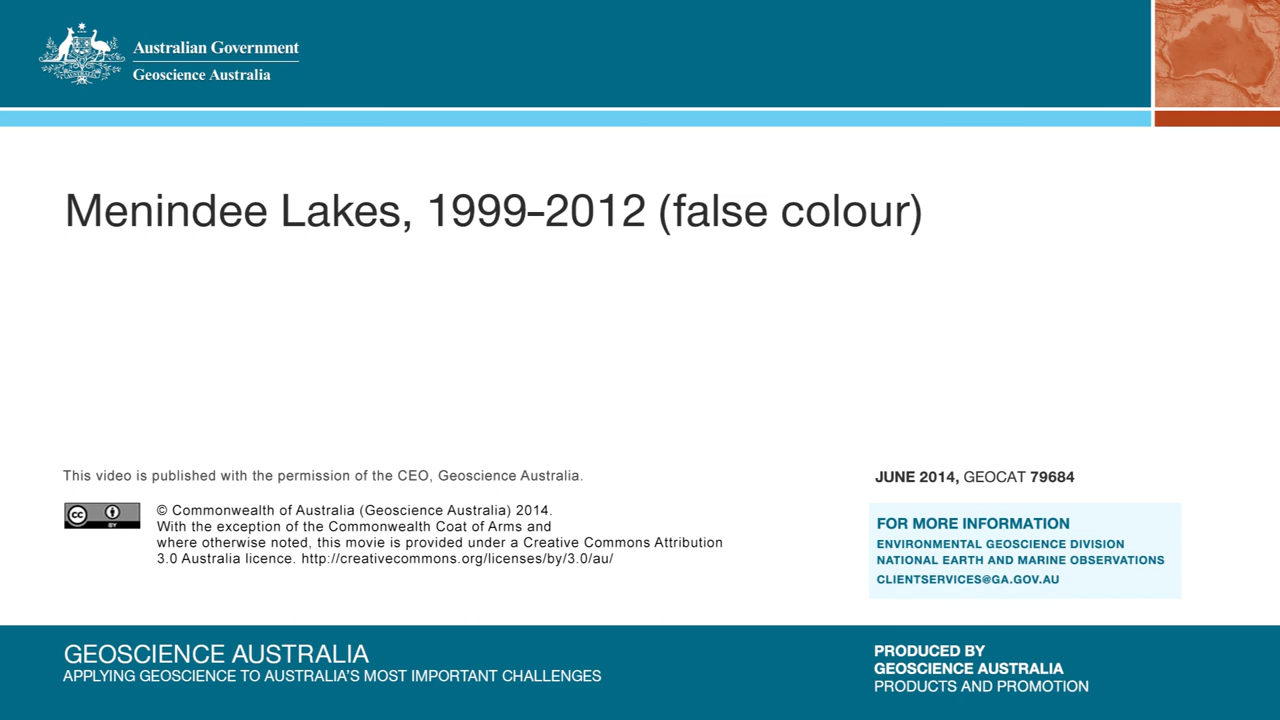 Australian Government
Geoscience Australia
Menindee Lakes, 1999–2012 (false colour)
This video is published with the permission of the CEO, Geoscience Australia.
cc BY
© Commonwealth of Australia (Geoscience Australia) 2014.
With the exception of the Commonwealth Coat of Arms and
where otherwise noted, this movie is provided under a Creative Commons Attribution
3.0 Australia licence. http://creativecommons.org/licenses/by/3.0/au/
JUNE 2014, GEOCAT 79684
FOR MORE INFORMATION
ENVIRONMENTAL GEOSCIENCE DIVISION
NATIONAL EARTH AND MARINE OBSERVATIONS
CLIENTSERVICES@GA.GOV.AU
GEOSCIENCE AUSTRALIA
APPLYING GEOSCIENCE TO AUSTRALIA'S MOST IMPORTANT CHALLENGES
PRODUCED BY
GEOSCIENCE AUSTRALIA
PRODUCTS AND PROMOTION